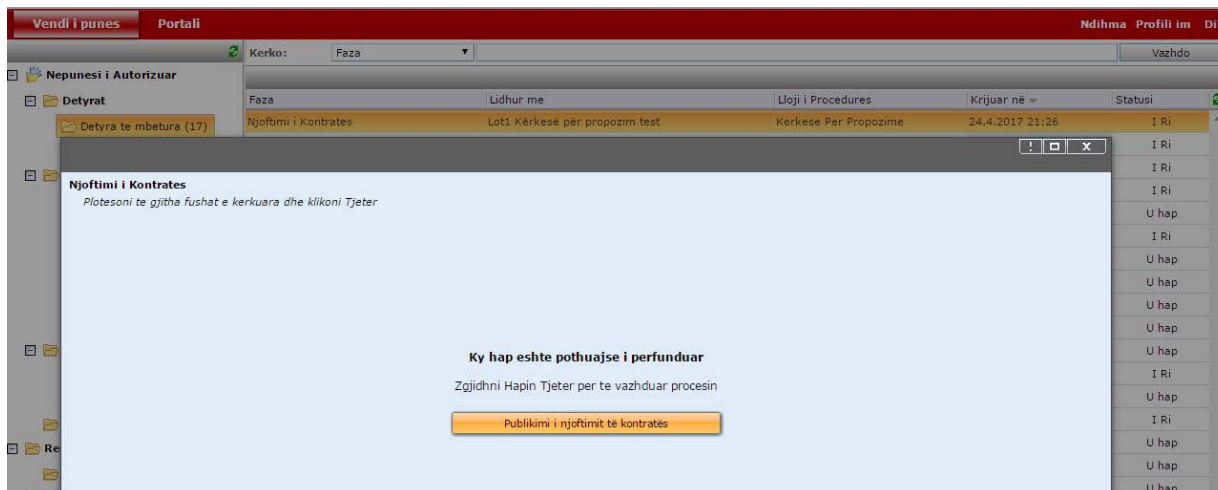 Vendi i punes Portali Ndihma Profili im
Kerko: Faza Vazhdo
Nepunesi i Autorizuar
Detyrat Faza Lidhur me Lloji i Procedures Krijuar në Statusi
Detyra te mbetura (17) Njoftimi i Kontrates Lot1 Kërkesë për propozim test Kerkese Per Propozime 24.4.2017 21:26 I Ri
! x
I Ri
I Ri
Njoftimi i Kontrates I Ri
Plotesoni te gjitha fushat e kerkuara dhe klikoni Tjeter
U hap
I Ri
U hap
U hap
U hap
U hap
Ky hap eshte pothuajse i perfunduar U hap
I Ri
Zgjidhni Hapin Tjeter per te vazhduar procesin
U hap
Publikimi i njoftimit të kontratës I Ri
Re U hap
U hap
U hap